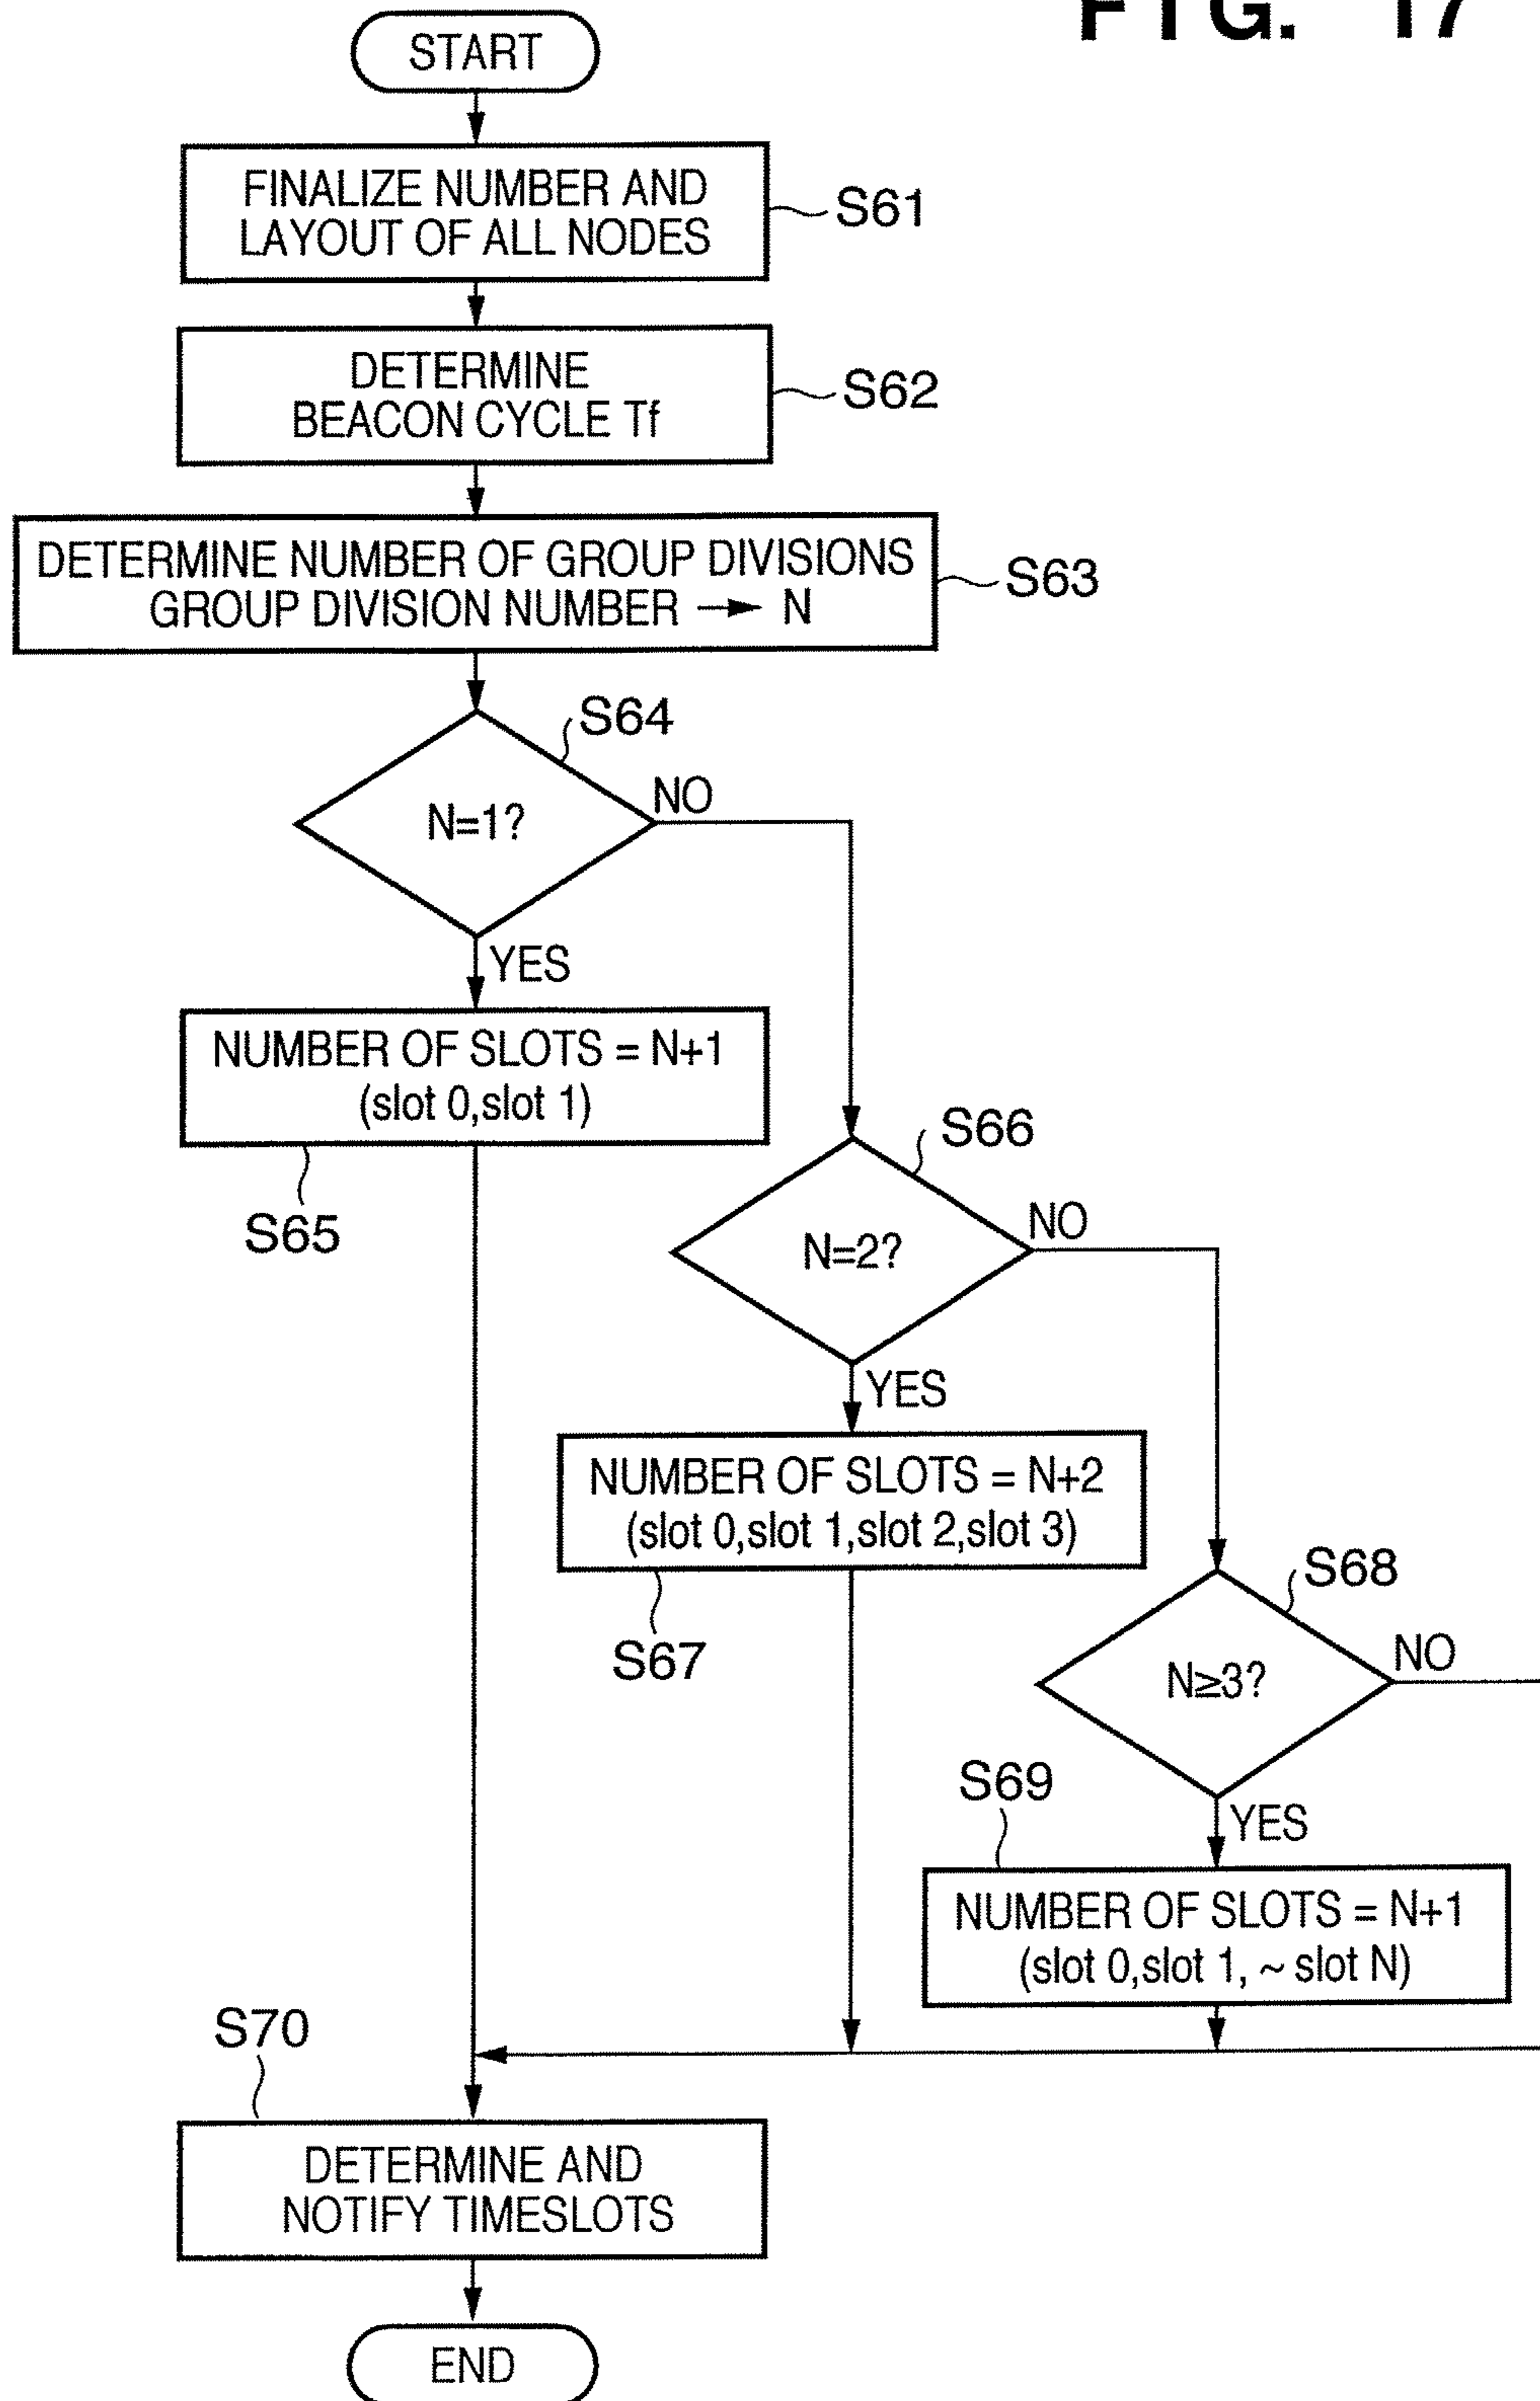 FIG. 17
START
FINALIZE NUMBER AND
LAYOUT OF ALL NODES
S61
DETERMINE
BEACON CYCLE Tf
S62
DETERMINE NUMBER OF GROUP DIVISIONS
GROUP DIVISION NUMBER → N
S63
S64
N=1?
NO
YES
NUMBER OF SLOTS = N+1
(slot 0,slot 1)
S65
S66
N=2?
NO
YES
NUMBER OF SLOTS = N+2
(slot 0,slot 1,slot 2,slot 3)
S67
S68
N≥3?
NO
YES
S69
NUMBER OF SLOTS = N+1
(slot 0,slot 1, ~ slot N)
S70
DETERMINE AND
NOTIFY TIMESLOTS
END